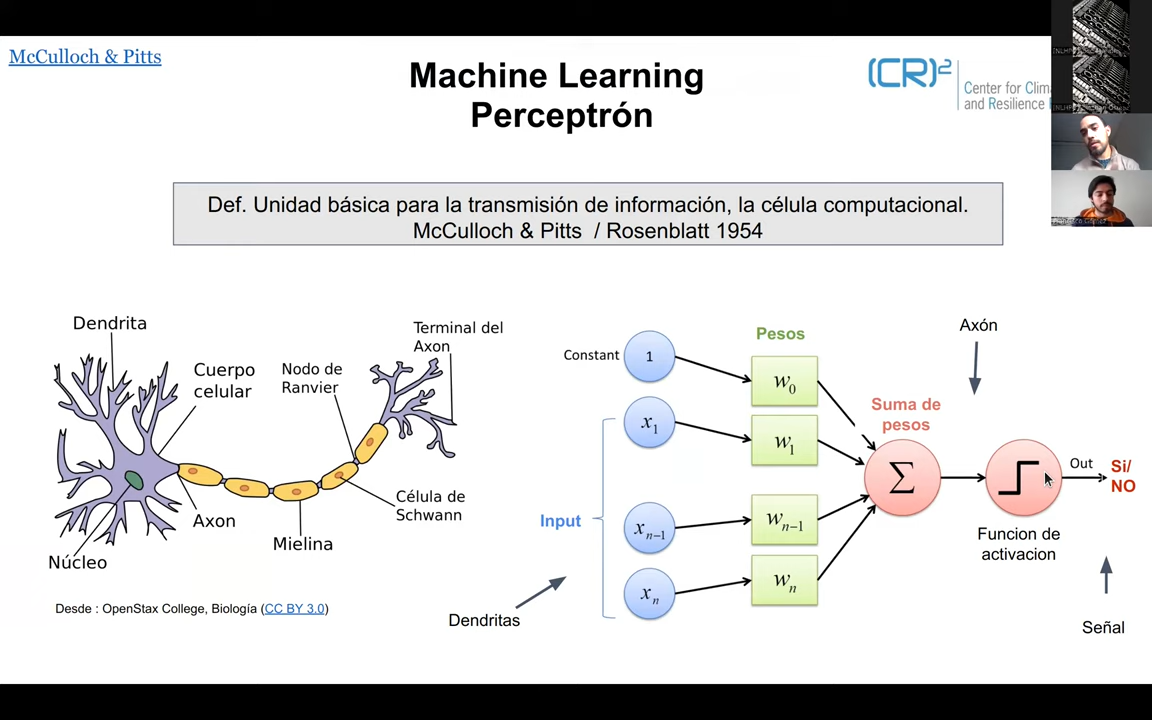 McCulloch & Pitts
Machine Learning
Perceptrón
(CR)²
Center for Clima
and Resilience
Def. Unidad básica para la transmisión de información, la célula computacional.
McCulloch & Pitts / Rosenblatt 1954
Dendrita
Cuerpo
celular
Nodo de
Ranvier
Terminal del
Axon
Axon
Mielina
Célula de
Schwann
Núcleo
Desde : OpenStax College, Biología (CC BY 3.0)
Constant
1
x1
xn-1
xn
Input
Dendritas
Pesos
w0
w1
wn-1
wn
Suma de
pesos
Σ
Axón
Funcion de
activacion
Out
Si/
NO
Señal